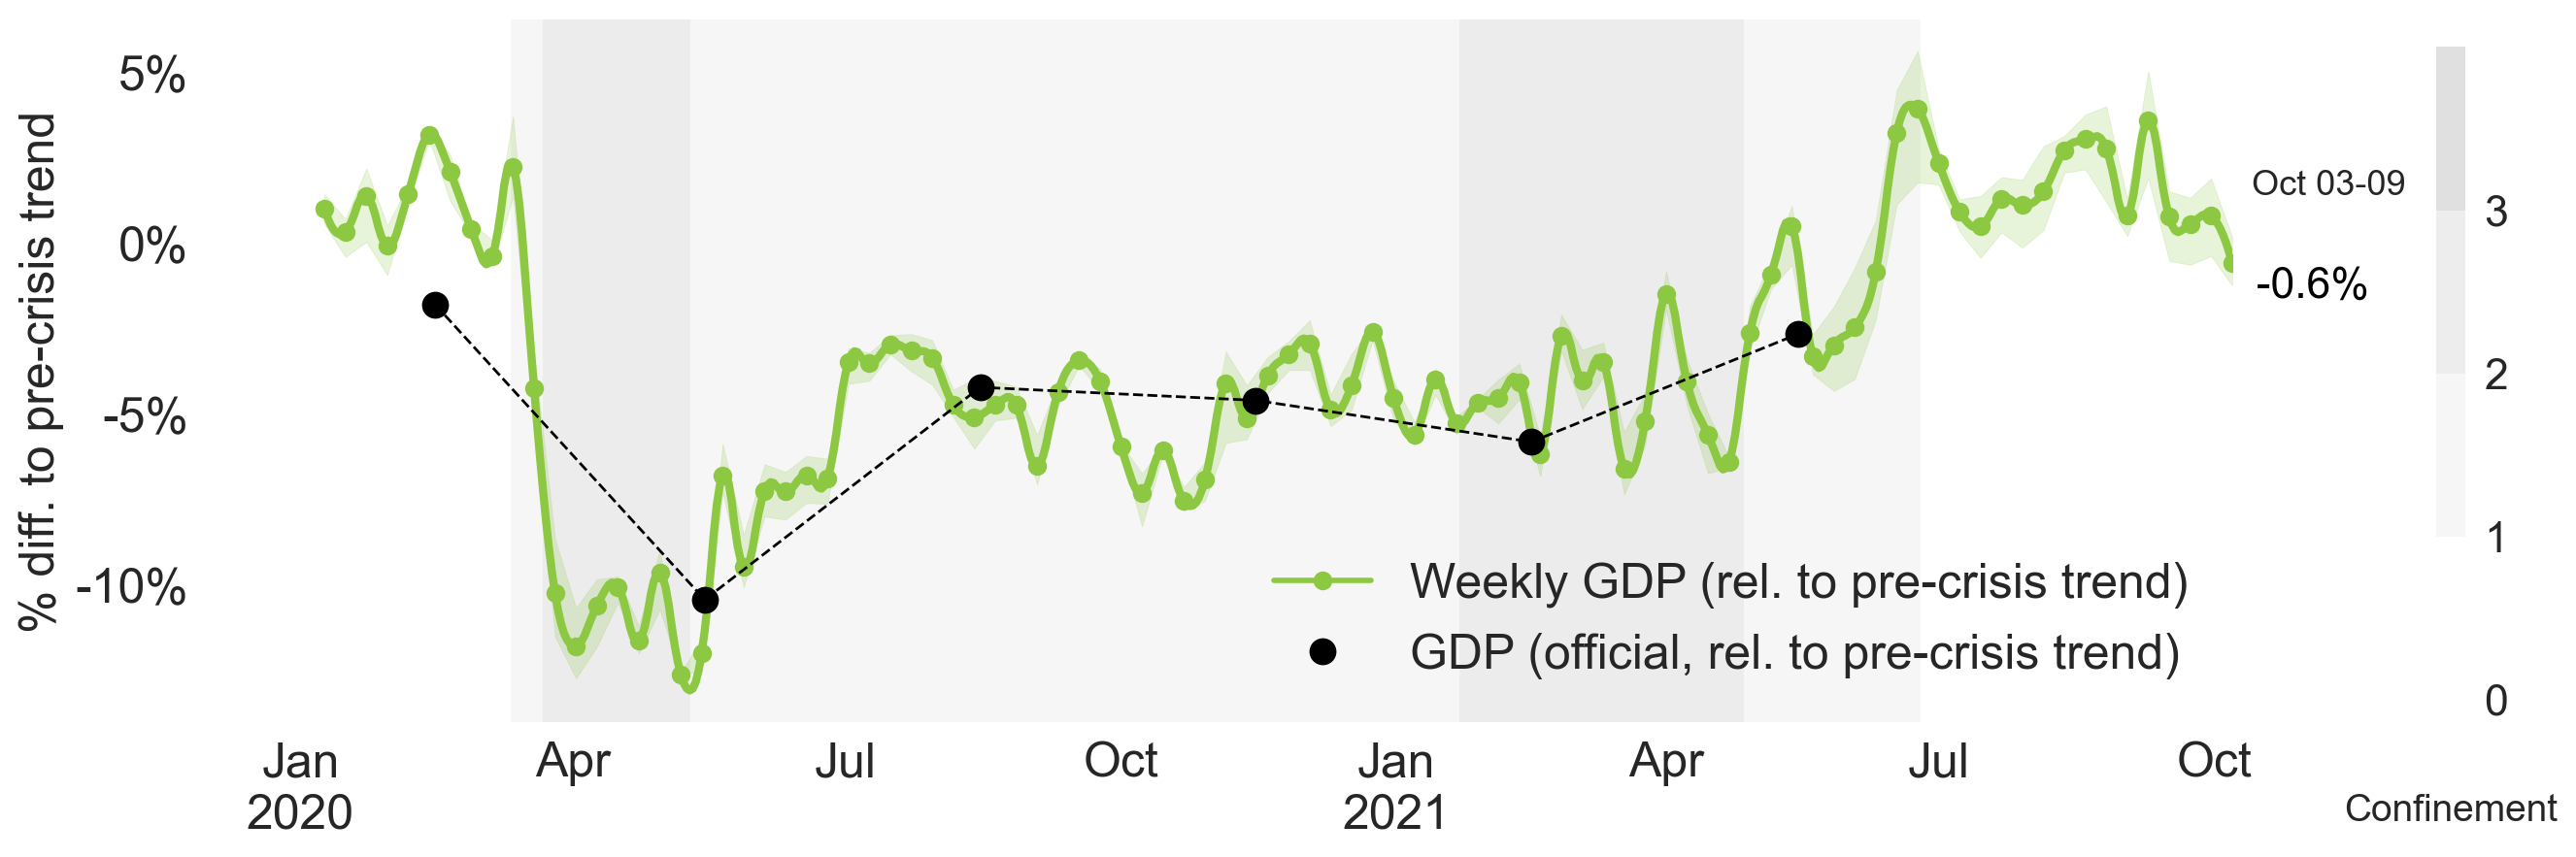 % diff. to pre-crisis trend
5%
0%
-5%
-10%
Oct 03-09
-0.6%
Weekly GDP (rel. to pre-crisis trend)
GDP (official, rel. to pre-crisis trend)
Jan
2020
Apr
Jul
Oct
Jan
2021
Apr
Jul
Oct
3
2
1
0
Confinement